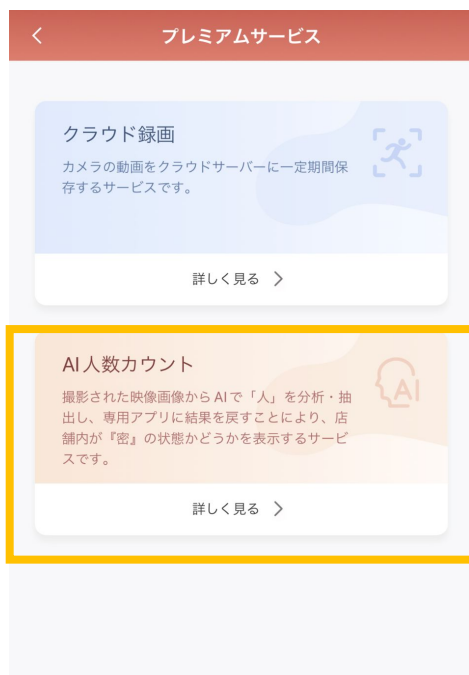 プレミアムサービス
クラウド録画
カメラの動画をクラウドサーバーに一定期間保
存するサービスです。
詳しく見る
AI人数カウント
撮影された映像画像からAIで「人」を分析・抽
出し、専用アプリに結果を戻すことにより、店
舗内が『密』の状態かどうかを表示するサービ
スです。
AI
詳しく見る